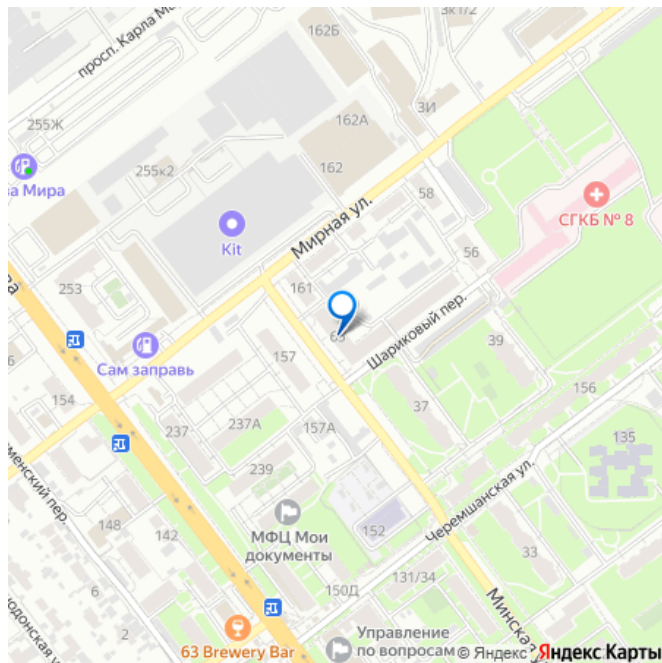 3к1/2
162Б
просп. Карла Ма
255Ж
3И
162А
255к2
162
а Мира
58
СГКБ № 8
Мирная ул.
Kit
56
253
161
63
Шариковый пер.
39
Сам заправь
157
156
154
37
237А
157А
237
135
239
менский пер.
Черемшанская ул.
МФЦ Мои
документы
152
148
142
33
131/34
150Д
6
2
Минска
63 Brewery Bar
Управление
по вопросам
© Яндекс
Яндекс Карты